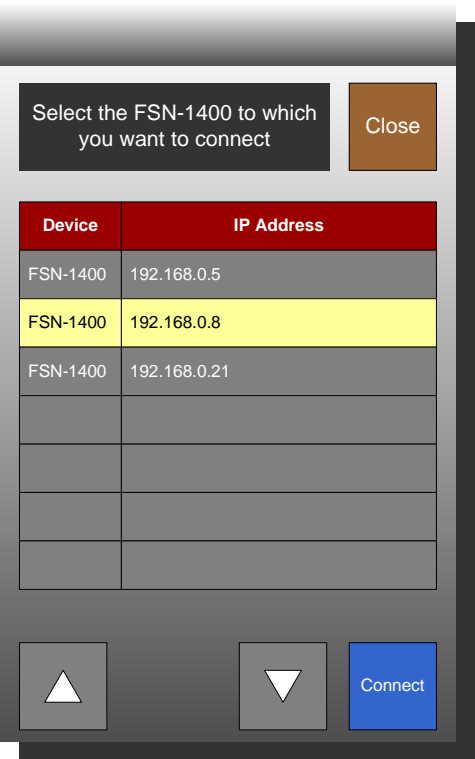 Select the FSN-1400 to which
you want to connect
Close
Device IP Address
FSN-1400 192.168.0.5
FSN-1400 192.168.0.8
FSN-1400 192.168.0.21
Connect